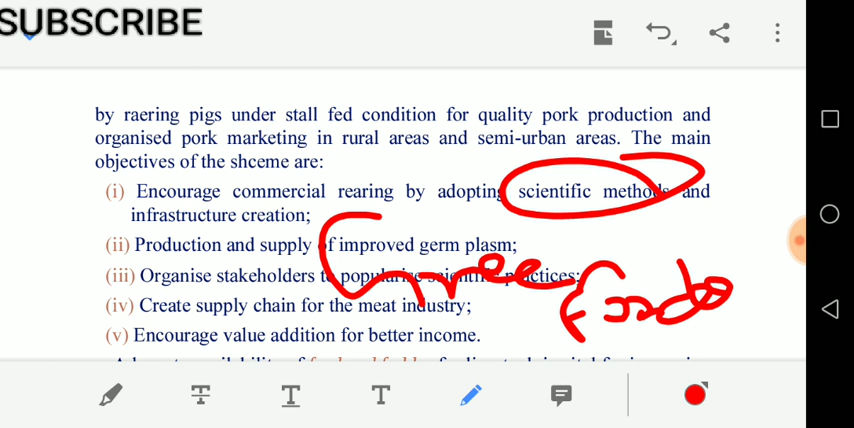 SUBSCRIBE
by raering pigs under stall fed condition for quality pork production and
organised pork marketing in rural areas and semi-urban areas. The main
objectives of the shceme are:
(i) Encourage commercial rearing by adopting scientific methods and
infrastructure creation;
(ii) Production and supply of improved germ plasm;
(iii) Organise stakeholders to popularise scientific practices;
(iv) Create supply chain for the meat industry;
(v) Encourage value addition for better income.